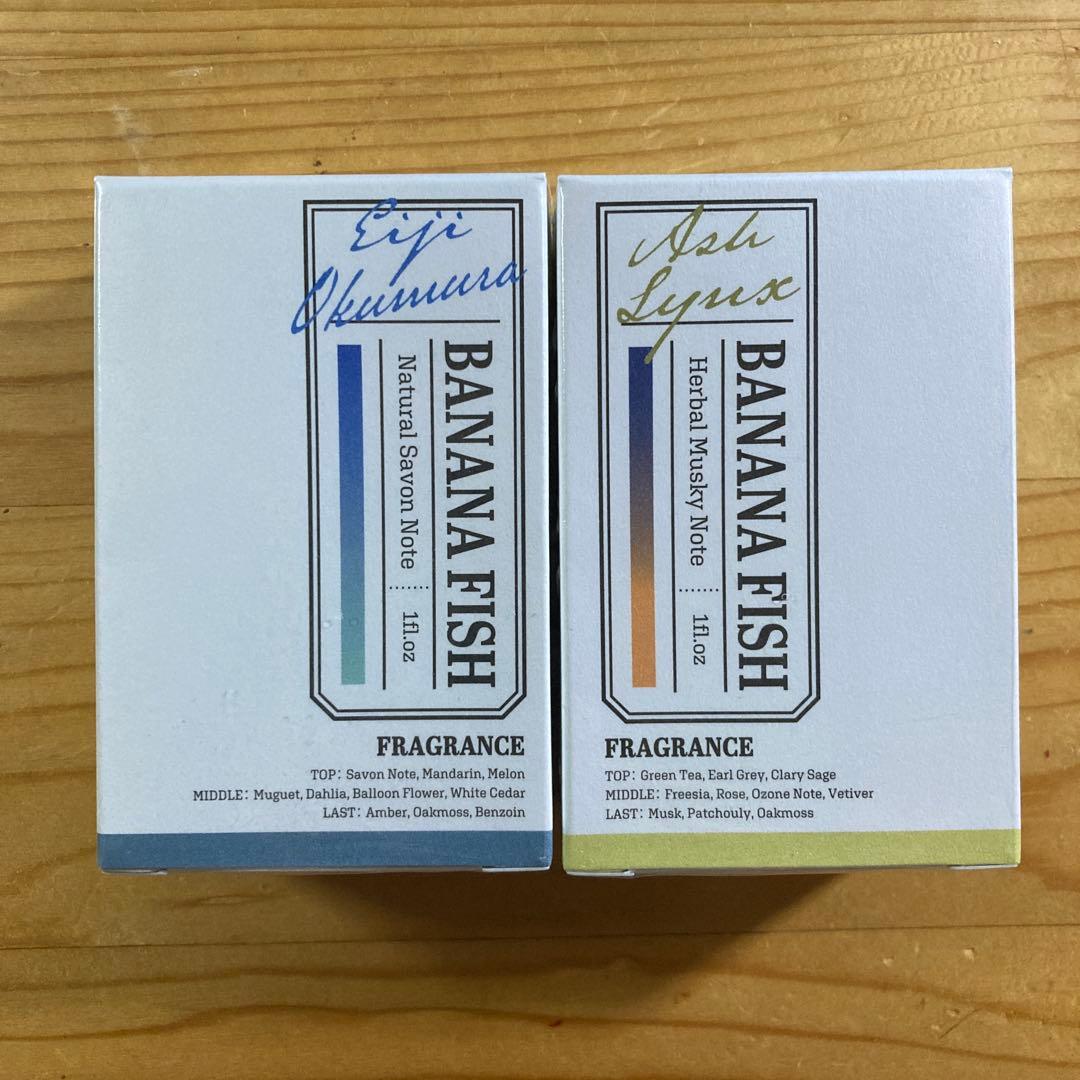 Eiji
Okumura
BANANA FISH
Natural Savon Note 1fl.oz
FRAGRANCE
TOP: Savon Note, Mandarin, Melon
MIDDLE: Muguet, Dahlia, Balloon Flower, White Cedar
LAST: Amber, Oakmoss, Benzoin
Ash
Lynx
BANANA FISH
Herbal Musky Note 1fl.oz
FRAGRANCE
TOP: Green Tea, Earl Grey, Clary Sage
MIDDLE: Freesia, Rose, Ozone Note, Vetiver
LAST: Musk, Patchouly, Oakmoss